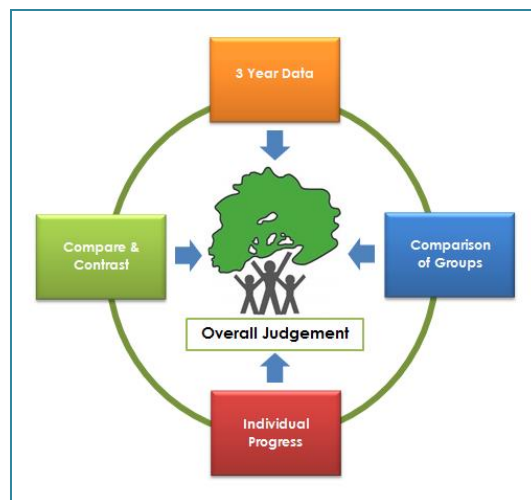 3 Year Data
Compare &
Contrast
Comparison
of Groups
Overall Judgement
Individual
Progress